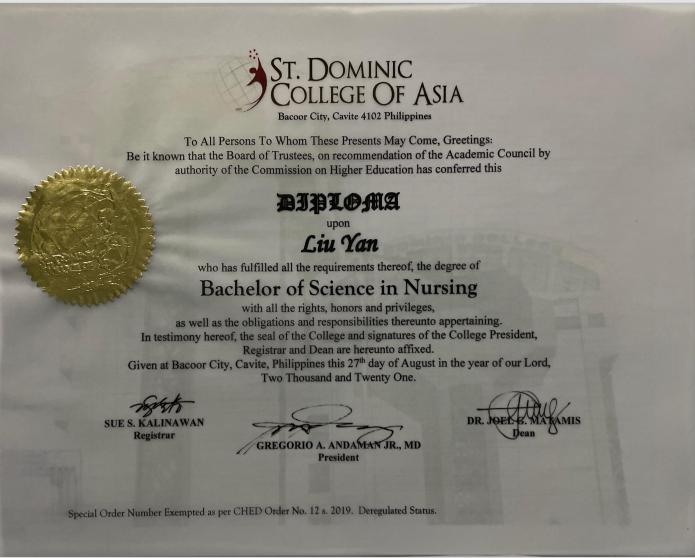 ST. DOMINIC
COLLEGE OF ASIA
Bacoor City, Cavite 4102 Philippines
To All Persons To Whom These Presents May Come, Greetings:
Be it known that the Board of Trustees, on recommendation of the Academic Council by
authority of the Commission on Higher Education has conferred this
DIPLOMA
upon
Liu Yan
who has fulfilled all the requirements thereof, the degree of
Bachelor of Science in Nursing
with all the rights, honors and privileges,
as well as the obligations and responsibilities thereunto appertaining.
In testimony hereof, the seal of the College and signatures of the College President,
Registrar and Dean are hereunto affixed.
Given at Bacoor City, Cavite, Philippines this 27th day of August in the year of our Lord,
Two Thousand and Twenty One.
SUE S. KALINAWAN
Registrar
GREGORIO A. ANDAMAN JR., MD
President
DR. JOEL
Dean
Special Order Number Exempted as per CHED Order No. 12 s. 2019. Deregulated Status.